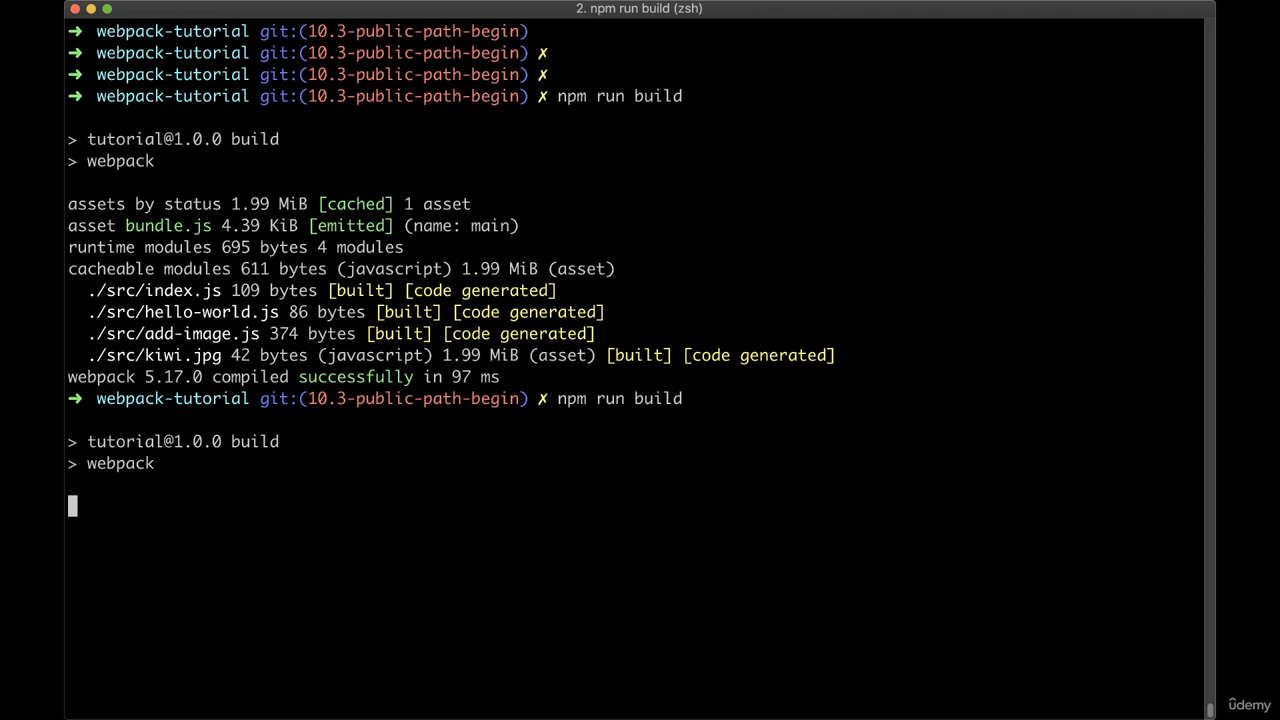 2. npm run build (zsh)
➜ webpack-tutorial git:(10.3-public-path-begin)
➜ webpack-tutorial git:(10.3-public-path-begin) ✗
➜ webpack-tutorial git:(10.3-public-path-begin) ✗
➜ webpack-tutorial git:(10.3-public-path-begin) ✗ npm run build
> tutorial@1.0.0 build
> webpack
assets by status 1.99 MiB [cached] 1 asset
asset bundle.js 4.39 KiB [emitted] (name: main)
runtime modules 695 bytes 4 modules
cacheable modules 611 bytes (javascript) 1.99 MiB (asset)
./src/index.js 109 bytes [built] [code generated]
./src/hello-world.js 86 bytes [built] [code generated]
./src/add-image.js 374 bytes [built] [code generated]
./src/kiwi.jpg 42 bytes (javascript) 1.99 MiB (asset) [built] [code generated]
webpack 5.17.0 compiled successfully in 97 ms
➜ webpack-tutorial git:(10.3-public-path-begin) ✗ npm run build
> tutorial@1.0.0 build
> webpack
ûdemy